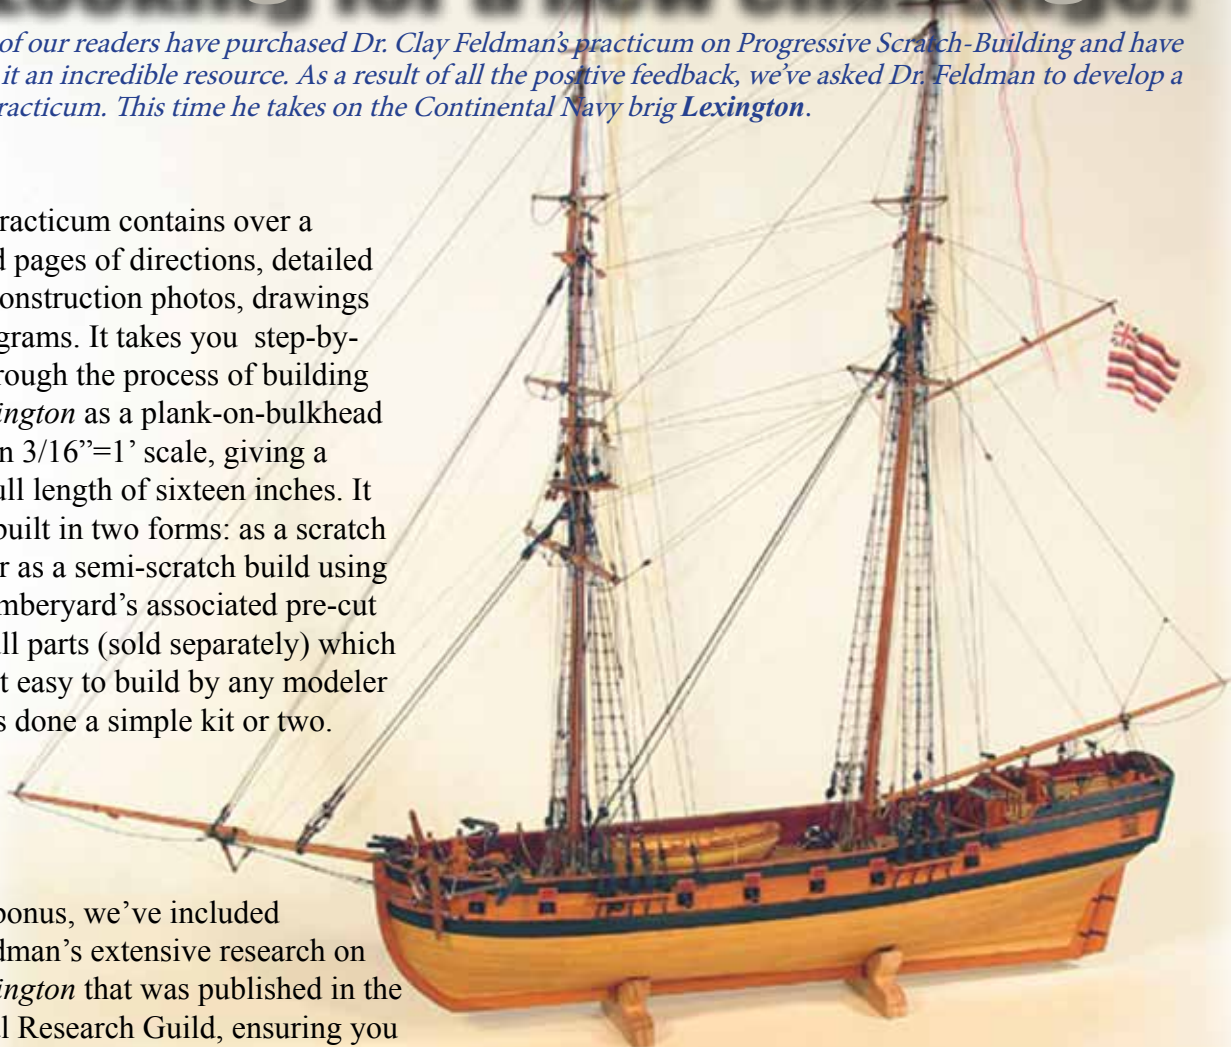 Looking for a new challenge?
of our readers have purchased Dr. Clay Feldman's practicum on Progressive Scratch-Building and have
it an incredible resource. As a result of all the positive feedback, we've asked Dr. Feldman to develop a
racticum. This time he takes on the Continental Navy brig Lexington.
racticum contains over a
d pages of directions, detailed
onstruction photos, drawings
grams. It takes you step-by-
rough the process of building
ington as a plank-on-bulkhead
n 3/16”=1’ scale, giving a
ull length of sixteen inches. It
built in two forms: as a scratch
r as a semi-scratch build using
mberyard’s associated pre-cut
ll parts (sold separately) which
t easy to build by any modeler
s done a simple kit or two.
bonus, we’ve included
dman’s extensive research on
ington that was published in the
l Research Guild, ensuring you